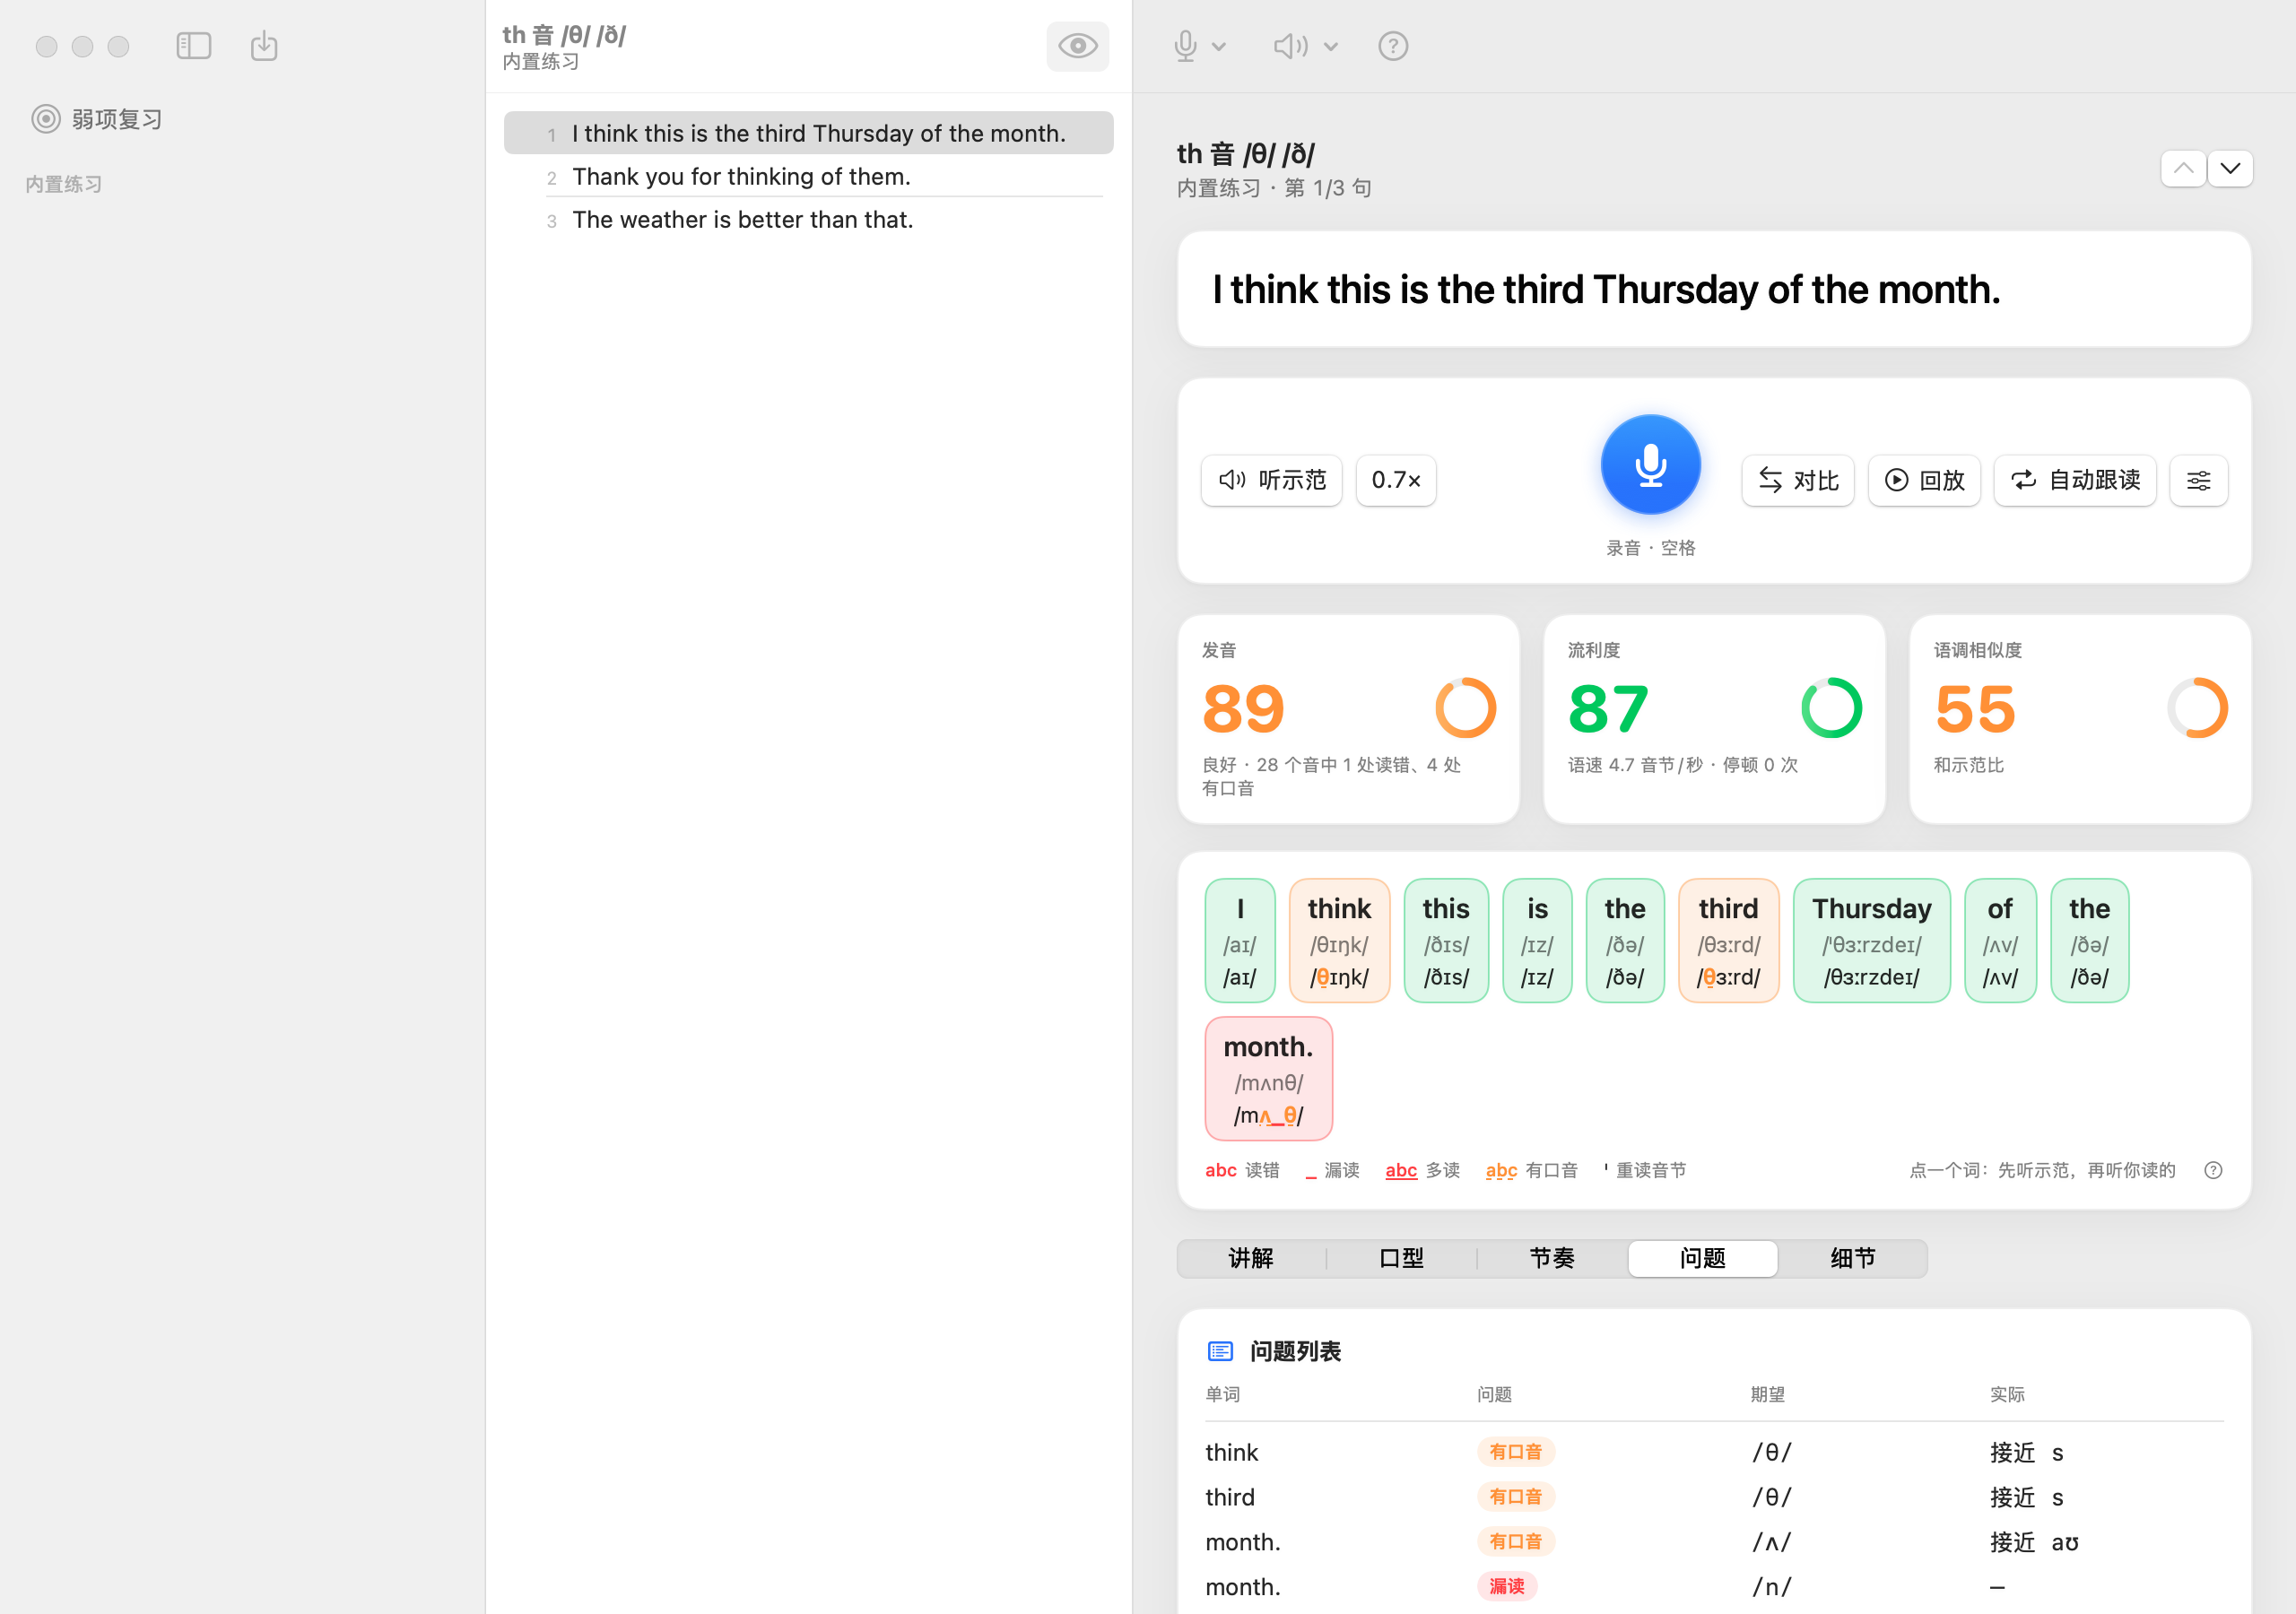 弱项复习
内置练习
th 音 /θ/ /ð/
内置练习
1 I think this is the third Thursday of the month.
2 Thank you for thinking of them.
3 The weather is better than that.
th 音 /θ/ /ð/
内置练习 · 第 1/3 句
I think this is the third Thursday of the month.
听示范 0.7× 对比 回放 自动跟读
录音 · 空格
发音
89
良好 · 28 个音中 1 处读错、4 处
有口音
流利度
87
语速 4.7 音节/秒 · 停顿 0 次
语调相似度
55
和示范比
I think this is the third Thursday of the
/aɪ/ /θɪŋk/ /ðɪs/ /ɪz/ /ðə/ /θɜːrd/ /ˈθɜːrzdeɪ/ /ʌv/ /ðə/
/aɪ/ /θɪŋk/ /ðɪs/ /ɪz/ /ðə/ /θɜːrd/ /θɜːrzdeɪ/ /ʌv/ /ðə/
month.
/mʌnθ/
/mʌ_θ/
abc 读错 _ 漏读 abc 多读 abc 有口音 ' 重读音节 点一个词：先听示范，再听你读的
讲解 口型 节奏 问题 细节
问题列表
单词 问题 期望 实际
think 有口音 /θ/ 接近 s
third 有口音 /θ/ 接近 s
month. 有口音 /ʌ/ 接近 aʊ
month. 漏读 /n/ –